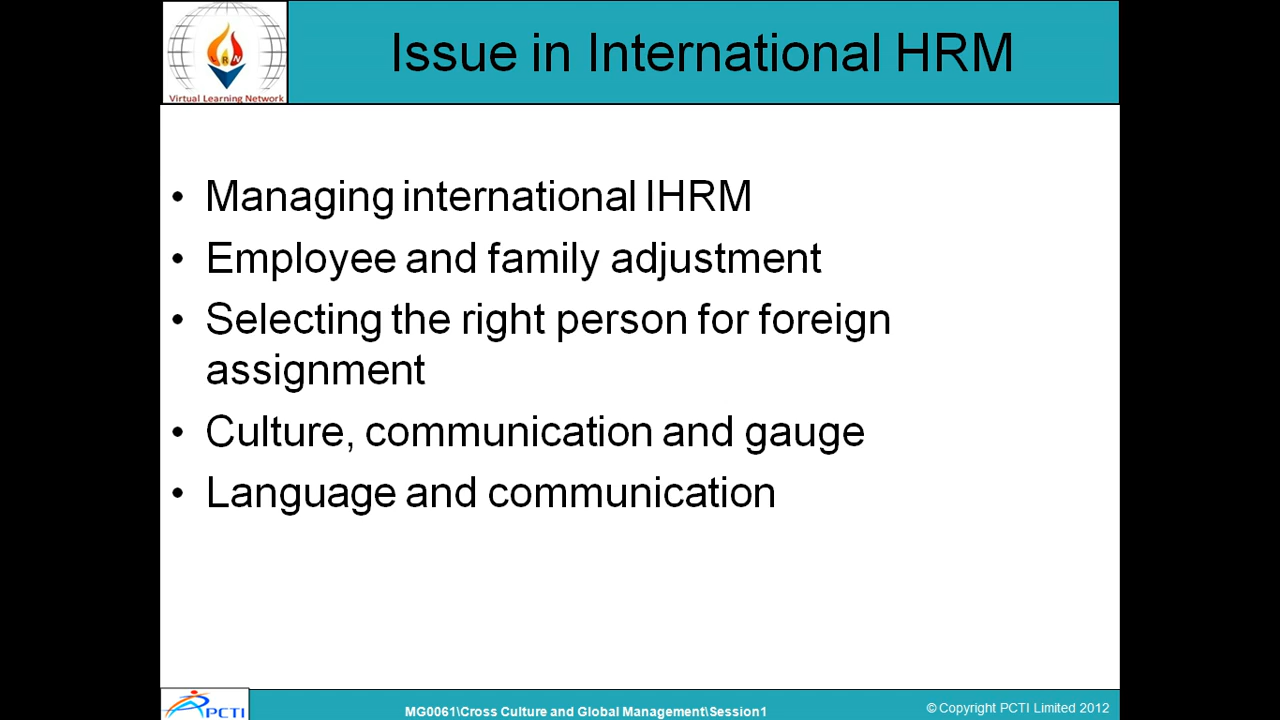 Issue in International HRM
LRN
Virtual Learning Network
• Managing international IHRM
• Employee and family adjustment
• Selecting the right person for foreign
assignment
• Culture, communication and gauge
• Language and communication
PCTI
MG0061\Cross Culture and Global Management\Session1
© Copyright PCTI Limited 2012